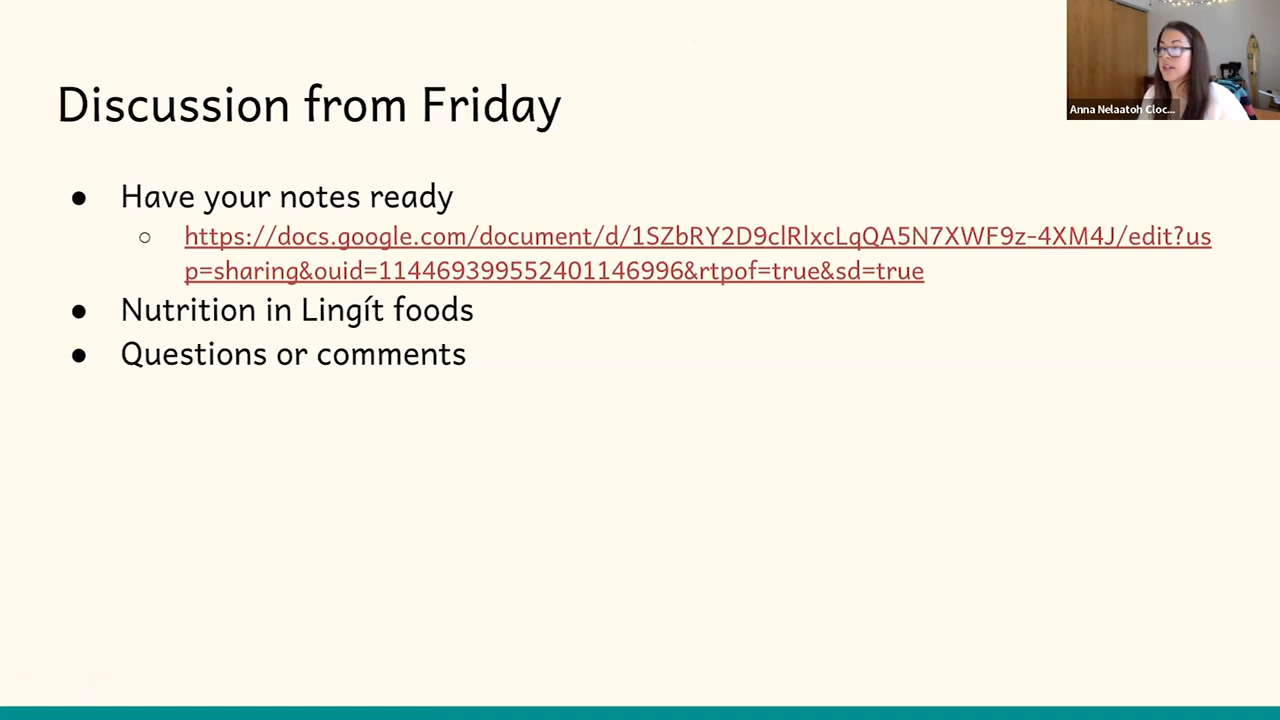 Discussion from Friday
Anna Nelaatoh Cloc...
● Have your notes ready
○ https://docs.google.com/document/d/1SZbRY2D9clRlxcLqQA5N7XWF9z-4XM4J/edit?us
p=sharing&ouid=114469399552401146996&rtpof=true&sd=true
● Nutrition in Lingít foods
● Questions or comments